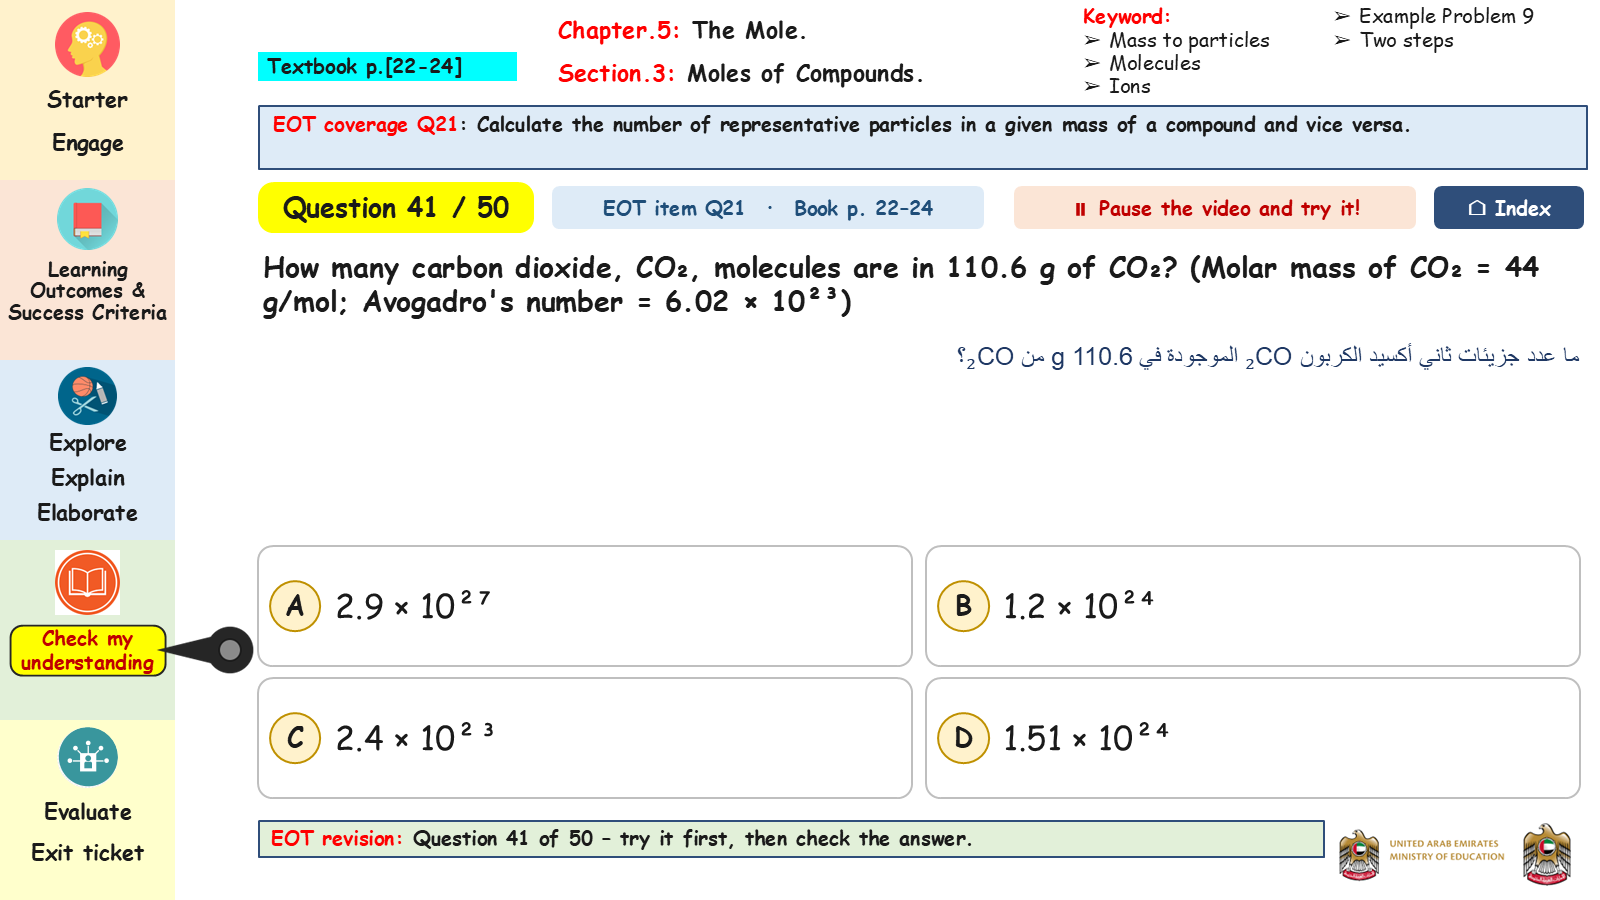 Starter
Engage
Learning
Outcomes &
Success Criteria
Explore
Explain
Elaborate
Check my
understanding
Evaluate
Exit ticket
Textbook p.[22-24]
Chapter.5: The Mole.
Section.3: Moles of Compounds.
Keyword:
➢ Mass to particles
➢ Molecules
➢ Ions
➢ Example Problem 9
➢ Two steps
EOT coverage Q21: Calculate the number of representative particles in a given mass of a compound and vice versa.
Question 41 / 50
EOT item Q21 · Book p. 22–24
⏸ Pause the video and try it!
⌂ Index
How many carbon dioxide, CO₂, molecules are in 110.6 g of CO₂? (Molar mass of CO₂ = 44
g/mol; Avogadro's number = 6.02 × 10²³)
ما عدد جزيئات ثاني أكسيد الكربون CO₂ الموجودة في 110.6 g من CO₂؟
A 2.9 × 10²⁷
B 1.2 × 10²⁴
C 2.4 × 10²³
D 1.51 × 10²⁴
EOT revision: Question 41 of 50 – try it first, then check the answer.
UNITED ARAB EMIRATES
MINISTRY OF EDUCATION